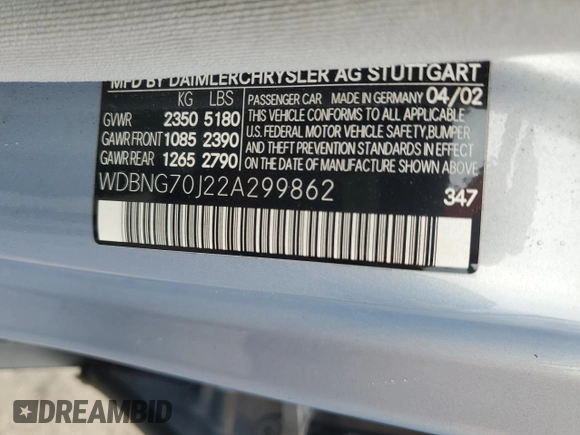 MFD BY DAIMLERCHRYSLER AG STUTTGART
KG LBS
GVWR 2350 5180
GAWR FRONT 1085 2390
GAWR REAR 1265 2790
PASSENGER CAR MADE IN GERMANY 04/02
THIS VEHICLE CONFORMS TO ALL APPLICABLE
U.S. FEDERAL MOTOR VEHICLE SAFETY, BUMPER
AND THEFT PREVENTION STANDARDS IN EFFECT
ON THE DATE OF MANUFACTURE SHOWN ABOVE.
WDBNG70J22A299862
347
DREAMBID